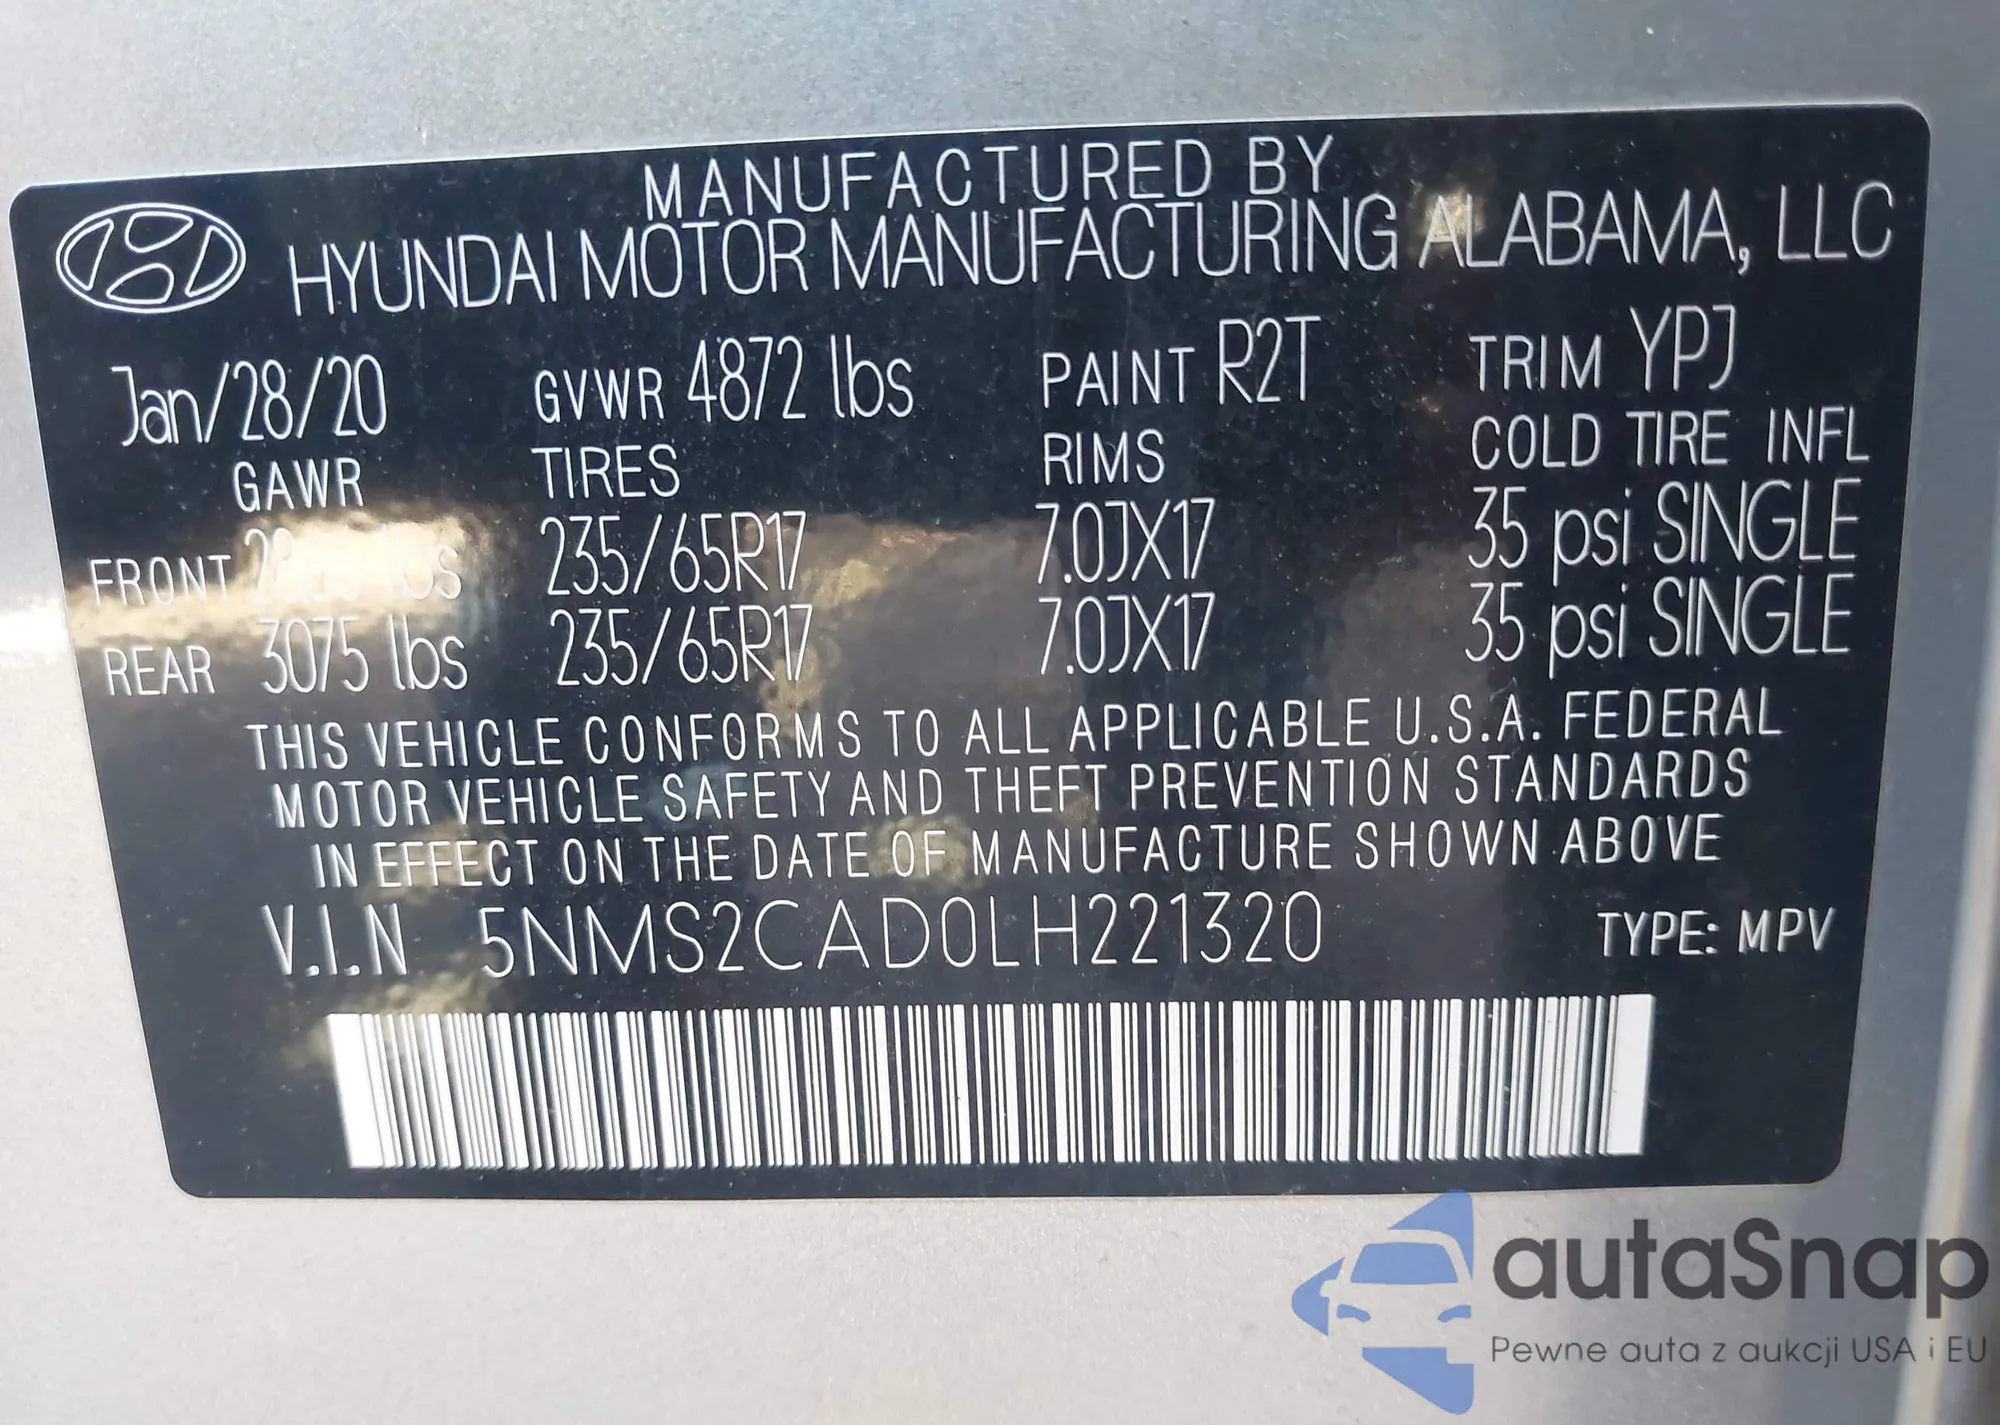 MANUFACTURED BY
HYUNDAI MOTOR MANUFACTURING ALABAMA, LLC
Jan/28/20 GVWR 4872 lbs PAINT R2T TRIM YPJ
GAWR TIRES RIMS COLD TIRE INFL
FRONT lbs 235/65R17 7.0JX17 35 psi SINGLE
REAR 3075 lbs 235/65R17 7.0JX17 35 psi SINGLE
THIS VEHICLE CONFORMS TO ALL APPLICABLE U.S.A. FEDERAL
MOTOR VEHICLE SAFETY AND THEFT PREVENTION STANDARDS
IN EFFECT ON THE DATE OF MANUFACTURE SHOWN ABOVE
V.I.N 5NMS2CAD0LH221320 TYPE: MPV
autaSnap
Pewne auta z aukcji USA i EU